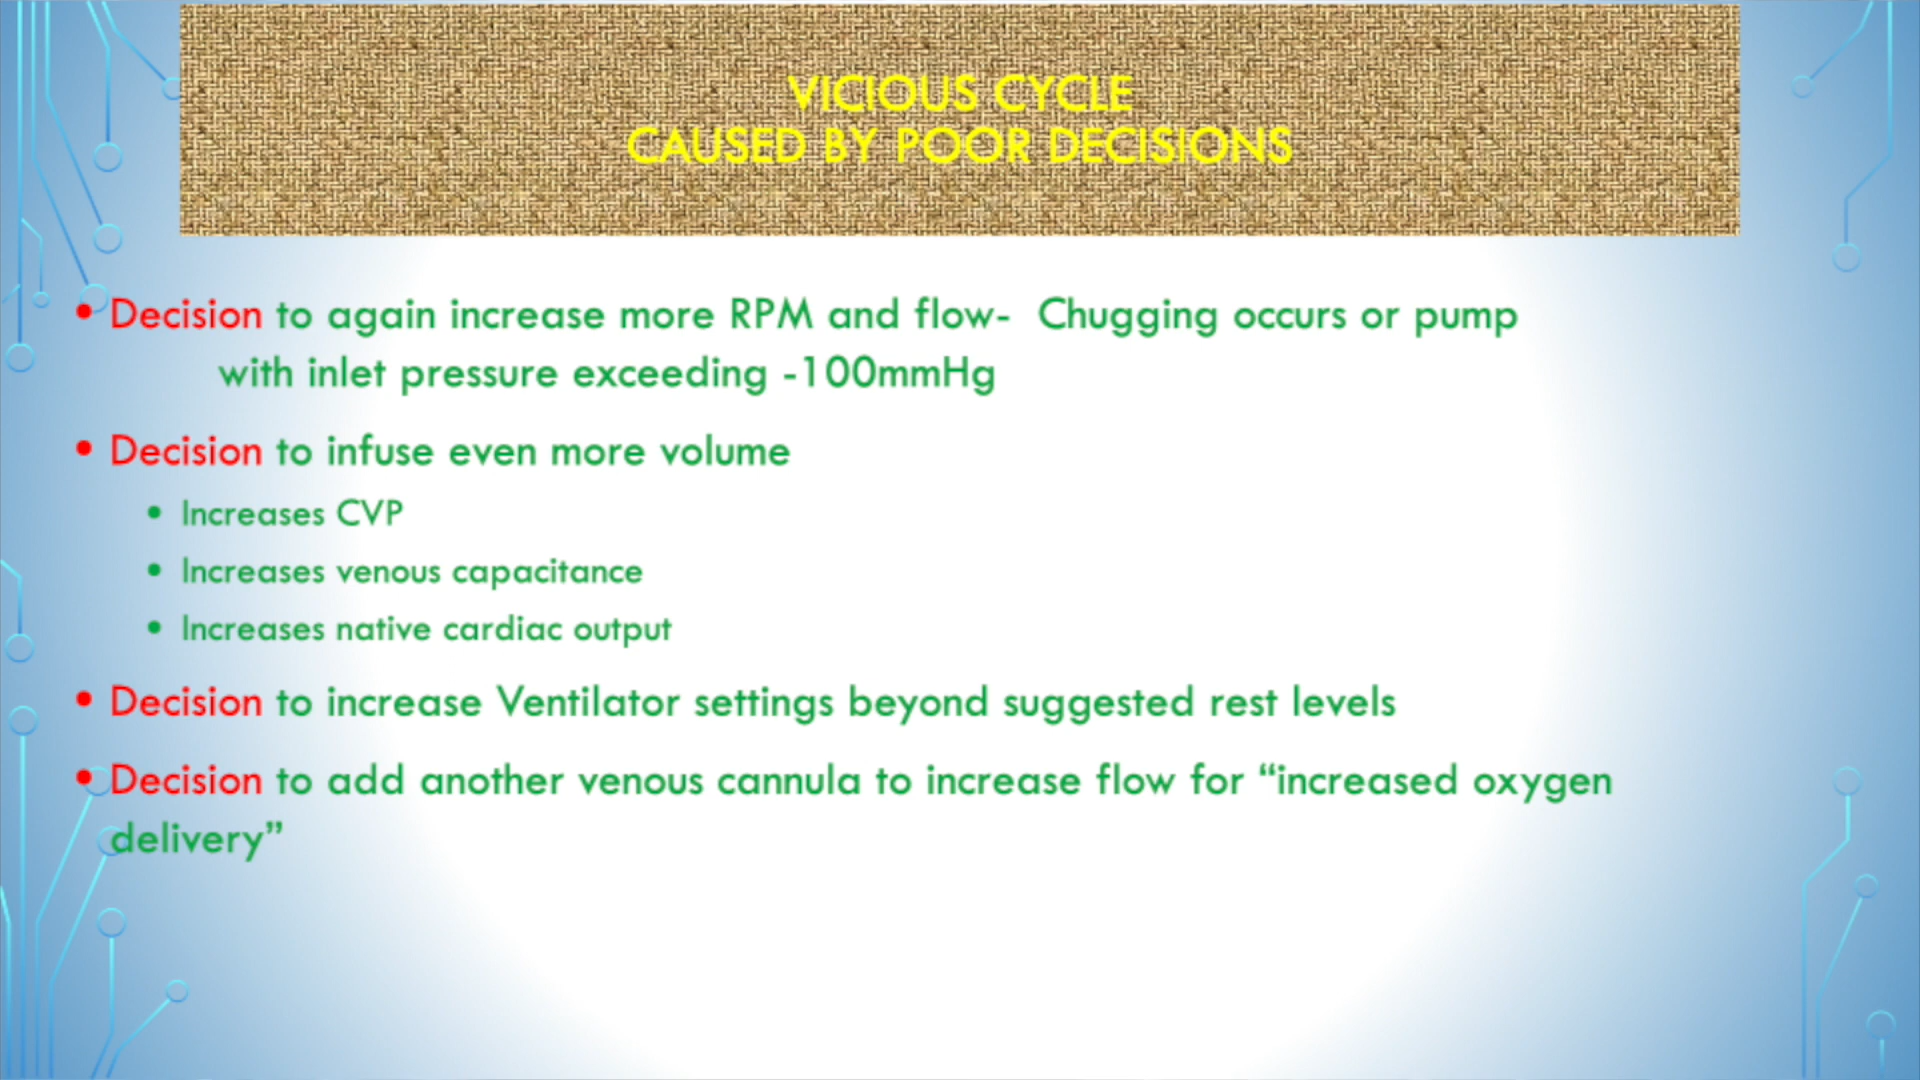 VICIOUS CYCLE
CAUSED BY POOR DECISIONS
• Decision to again increase more RPM and flow- Chugging occurs or pump
with inlet pressure exceeding -100mmHg
• Decision to infuse even more volume
• Increases CVP
• Increases venous capacitance
• Increases native cardiac output
• Decision to increase Ventilator settings beyond suggested rest levels
• Decision to add another venous cannula to increase flow for “increased oxygen
delivery”